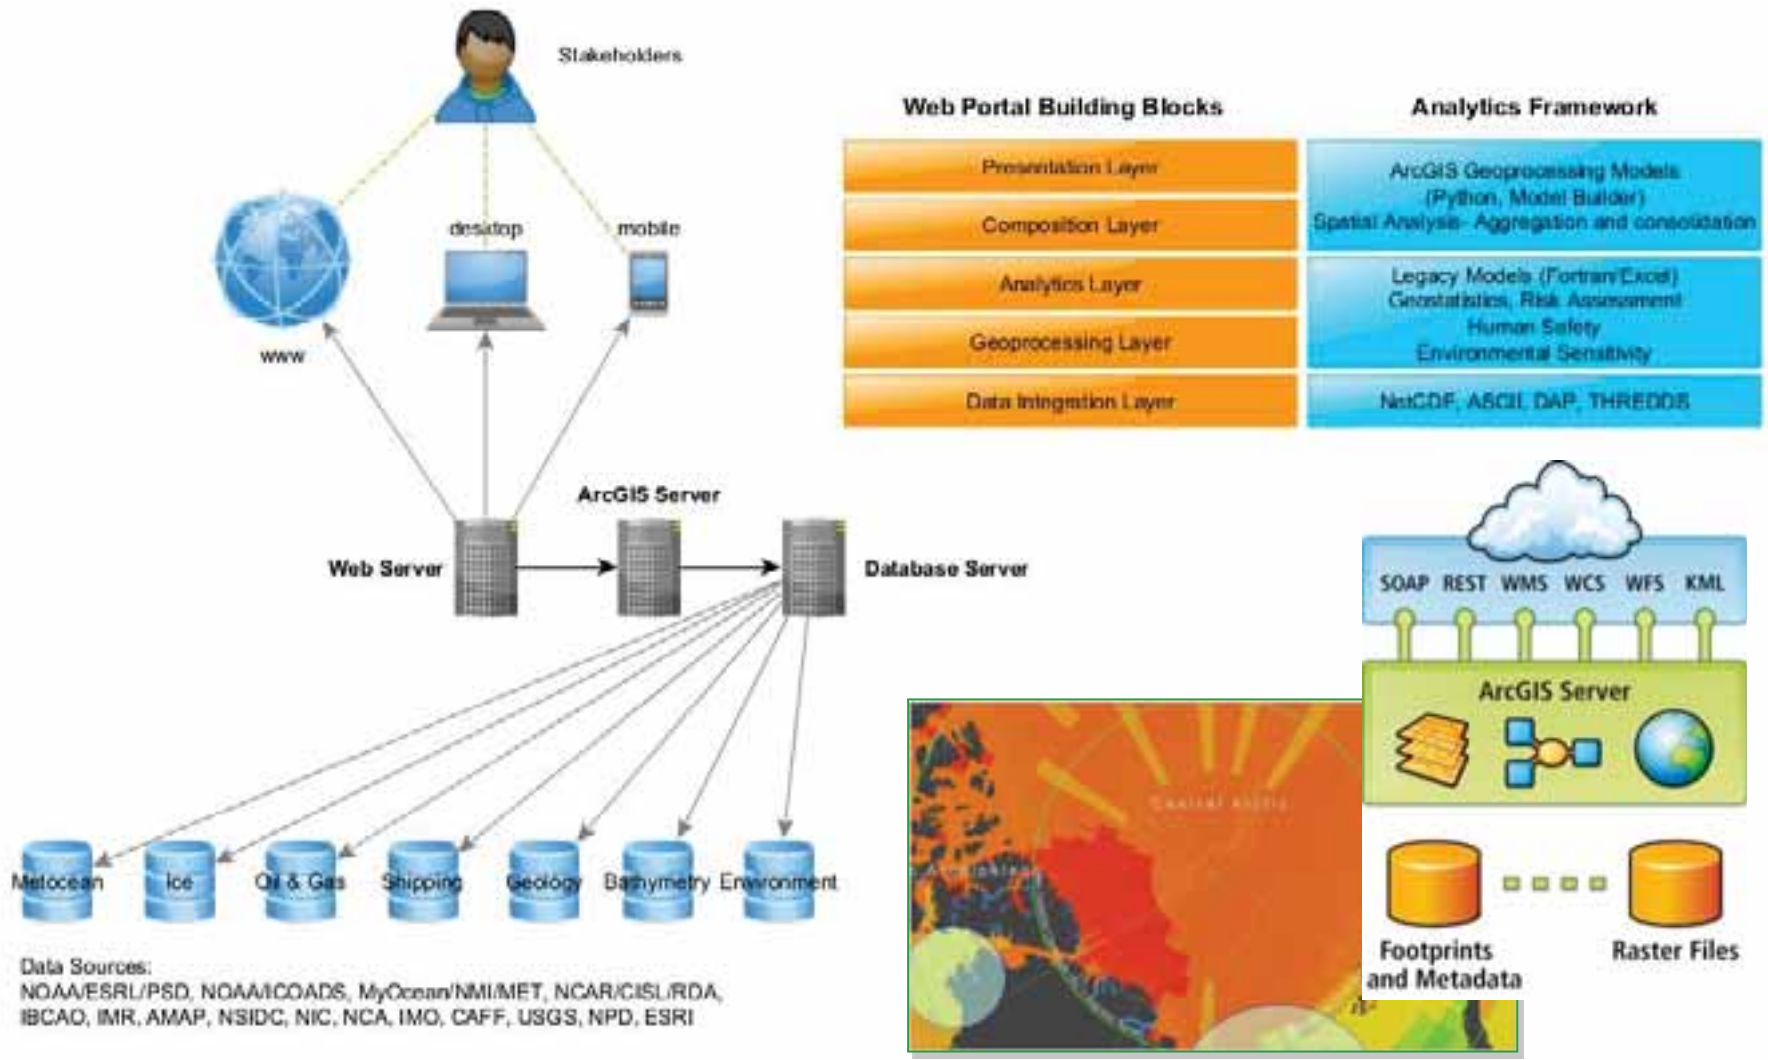 Stakeholders
desktop
mobile
www
ArcGIS Server
Web Server
Database Server
Metocean
Ice
Oil & Gas
Shipping
Geology
Bathymetry
Environment
Data Sources:
NOAA/ESRL/PSD, NOAA/ICOADS, MyOcean/NMI/MET, NCAR/CISL/RDA,
IBCAO, IMR, AMAP, NSIDC, NIC, NCA, IMO, CAFF, USGS, NPD, ESRI
Web Portal Building Blocks
Presentation Layer
Composition Layer
Analytics Layer
Geoprocessing Layer
Data Integration Layer
Analytics Framework
ArcGIS Geoprocessing Models
(Python, Model Builder)
Spatial Analysis- Aggregation and consolidation
Legacy Models (Fortran/Excel)
Geostatistics, Risk Assessment
Human Safety
Environmental Sensitivity
NetCDF, ASCII, DAP, THREDDS
SOAP REST WMS WCS WFS KML
ArcGIS Server
Footprints
and Metadata
Raster Files
Central Arctic